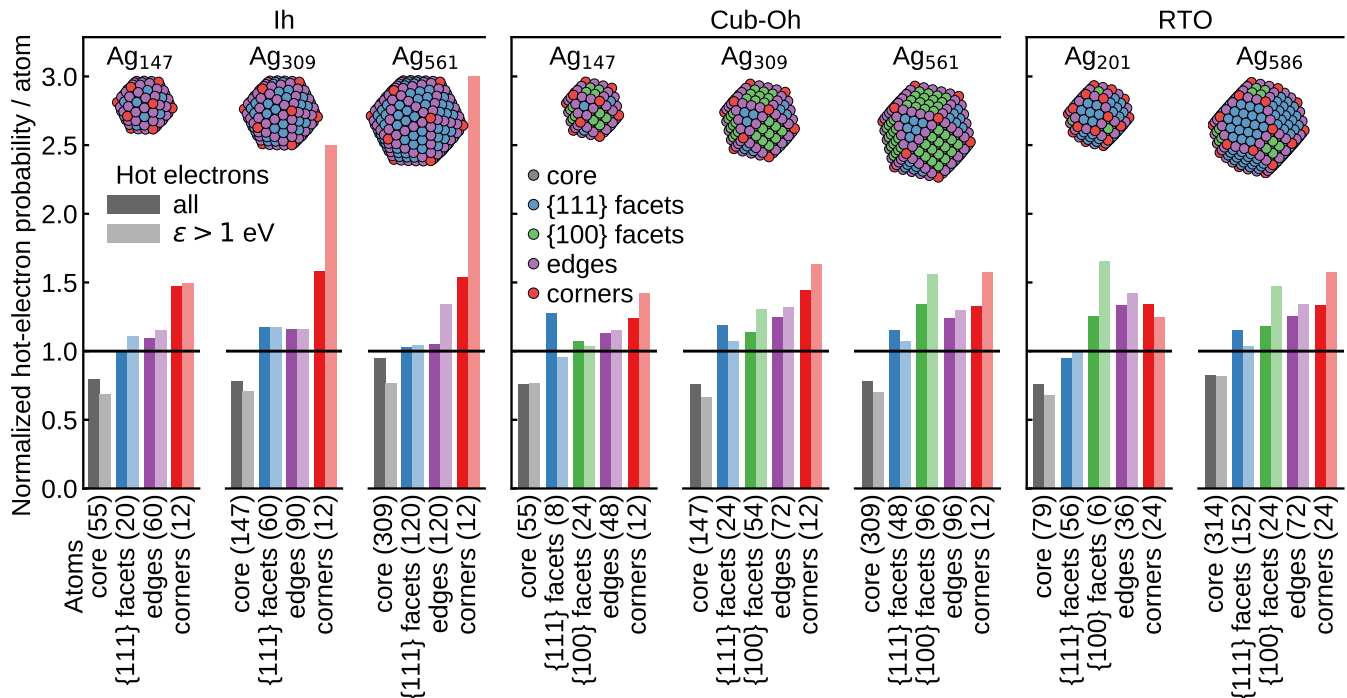 Ih
Cub-Oh
RTO
Ag147
Ag309
Ag561
Ag147
Ag309
Ag561
Ag201
Ag586
Normalized hot-electron probability / atom
3.0
2.5
2.0
1.5
1.0
0.5
0.0
Hot electrons
all
ε > 1 eV
core
{111} facets
{100} facets
edges
corners
Atoms
core (55)
{111} facets (20)
edges (60)
corners (12)
core (147)
{111} facets (60)
edges (90)
corners (12)
core (309)
{111} facets (120)
edges (120)
corners (12)
core (55)
{111} facets (8)
{100} facets (24)
edges (48)
corners (12)
core (147)
{111} facets (24)
{100} facets (54)
edges (72)
corners (12)
core (309)
{111} facets (48)
{100} facets (96)
edges (96)
corners (12)
core (79)
{111} facets (56)
{100} facets (6)
edges (36)
corners (24)
core (314)
{111} facets (152)
{100} facets (24)
edges (72)
corners (24)